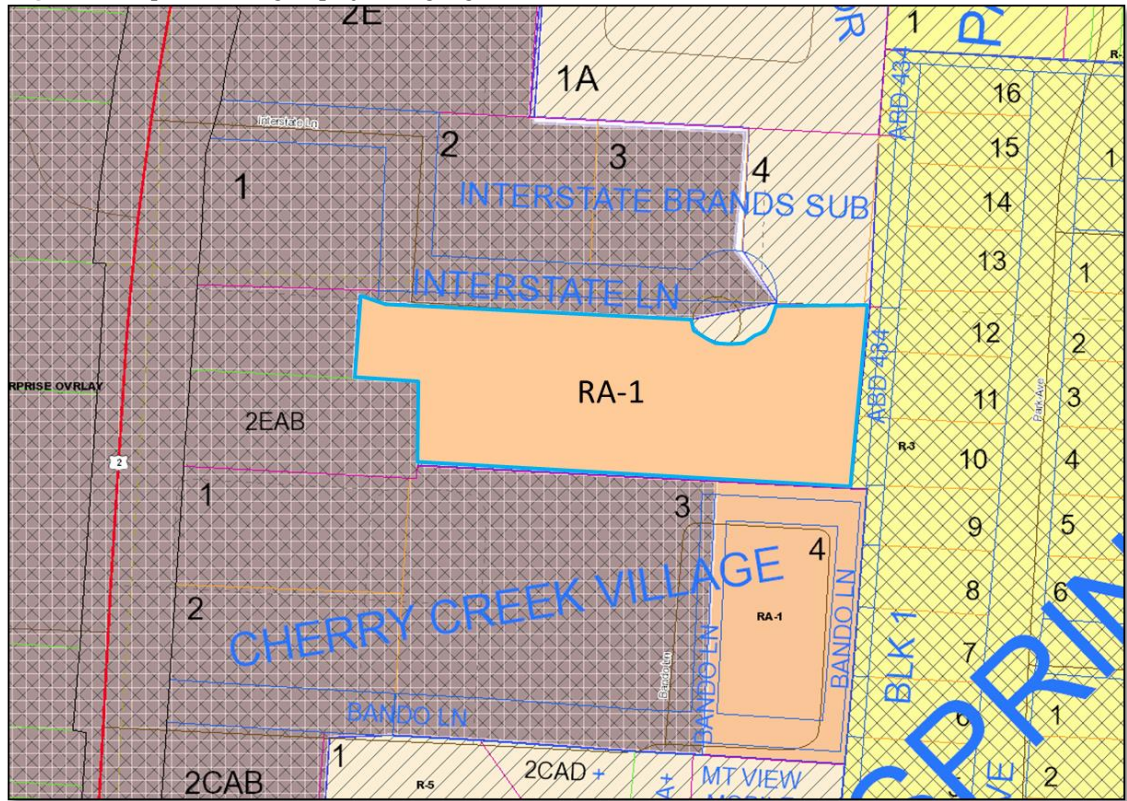 2E
1
R-
1A
ABD 434
16
Interstate Ln
2
3
4
15
1
1
INTERSTATE BRANDS SUB
14
13
1
INTERSTATE LN
12
2
RPRISE OVRLAY
RA-1
ABD 434
11
Park Ave
3
2EAB
R-3
2
10
4
1
3
9
5
CHERRY CREEK VILLAGE
4
8
6
2
RA-1
BANDO LN
BLK 1
7
Bando Ln
BANDO LN
SPRIN
BANDO LN
6
1
1
2CAB
R-5
2CAD +
A+
MT VIEW
2